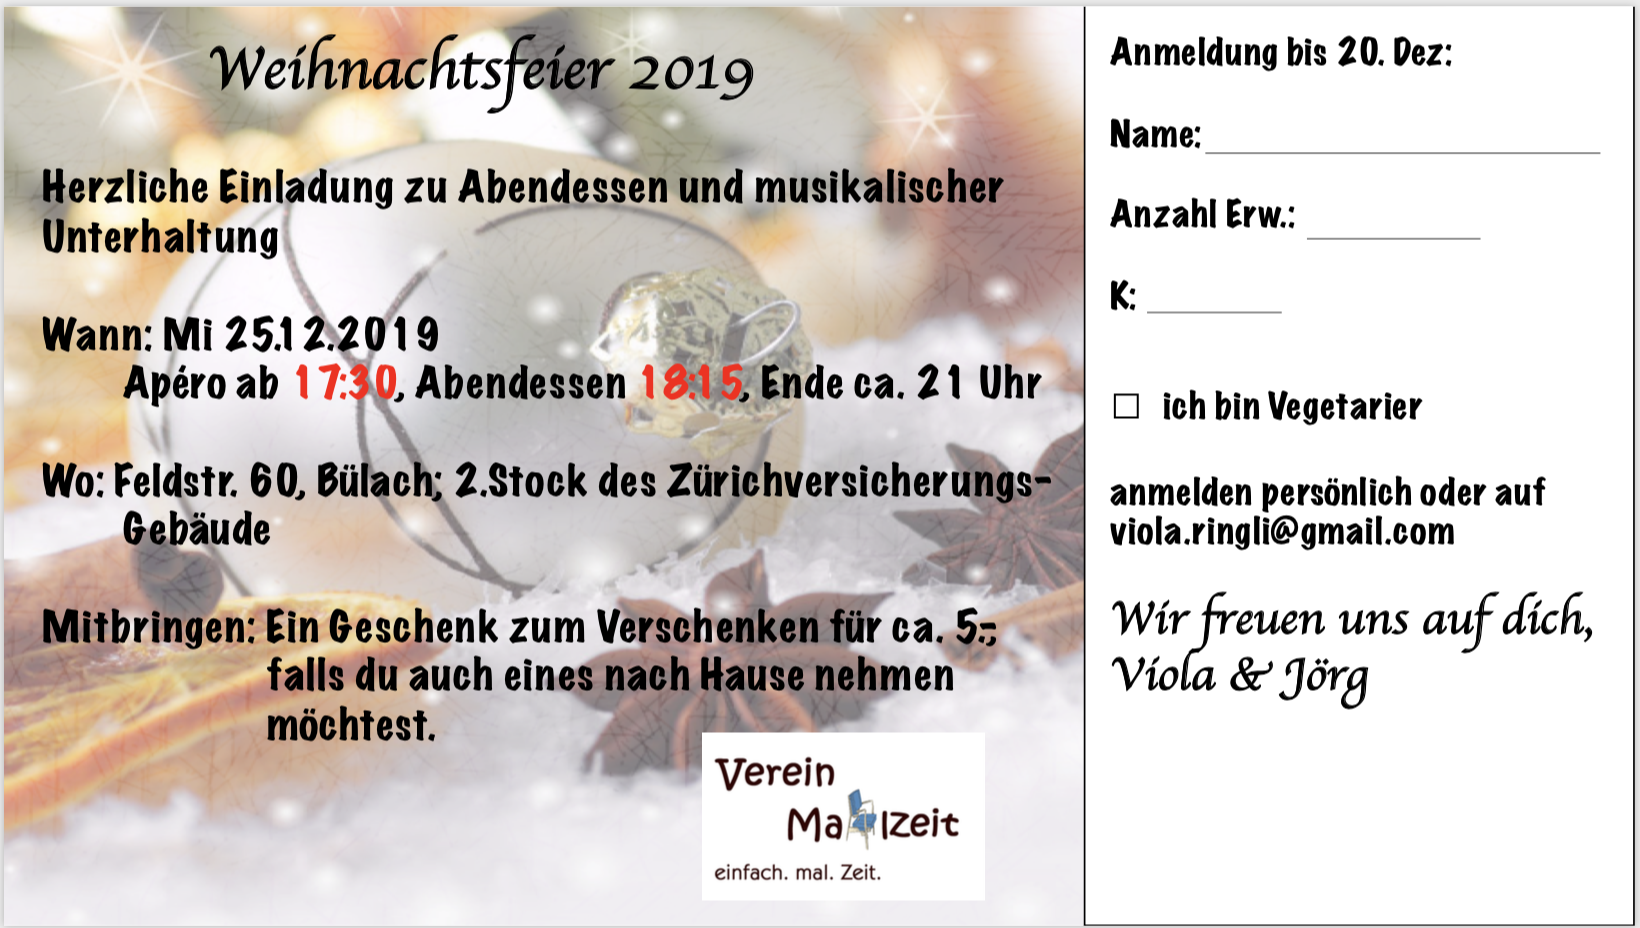 Weihnachtsfeier 2019
Herzliche Einladung zu Abendessen und musikalischer
Unterhaltung
Wann: Mi 25.12.2019
Apéro ab 17:30, Abendessen 18:15, Ende ca. 21 Uhr
Wo: Feldstr. 60, Bülach; 2.Stock des Zürichversicherungs-
Gebäude
Mitbringen: Ein Geschenk zum Verschenken für ca. 5.-,
falls du auch eines nach Hause nehmen
möchtest.
Verein
Mahlzeit
einfach. mal. Zeit.
Anmeldung bis 20. Dez:
Name:
Anzahl Erw.:
K:
☐ ich bin Vegetarier
anmelden persönlich oder auf
viola.ringli@gmail.com
Wir freuen uns auf dich,
Viola & Jörg